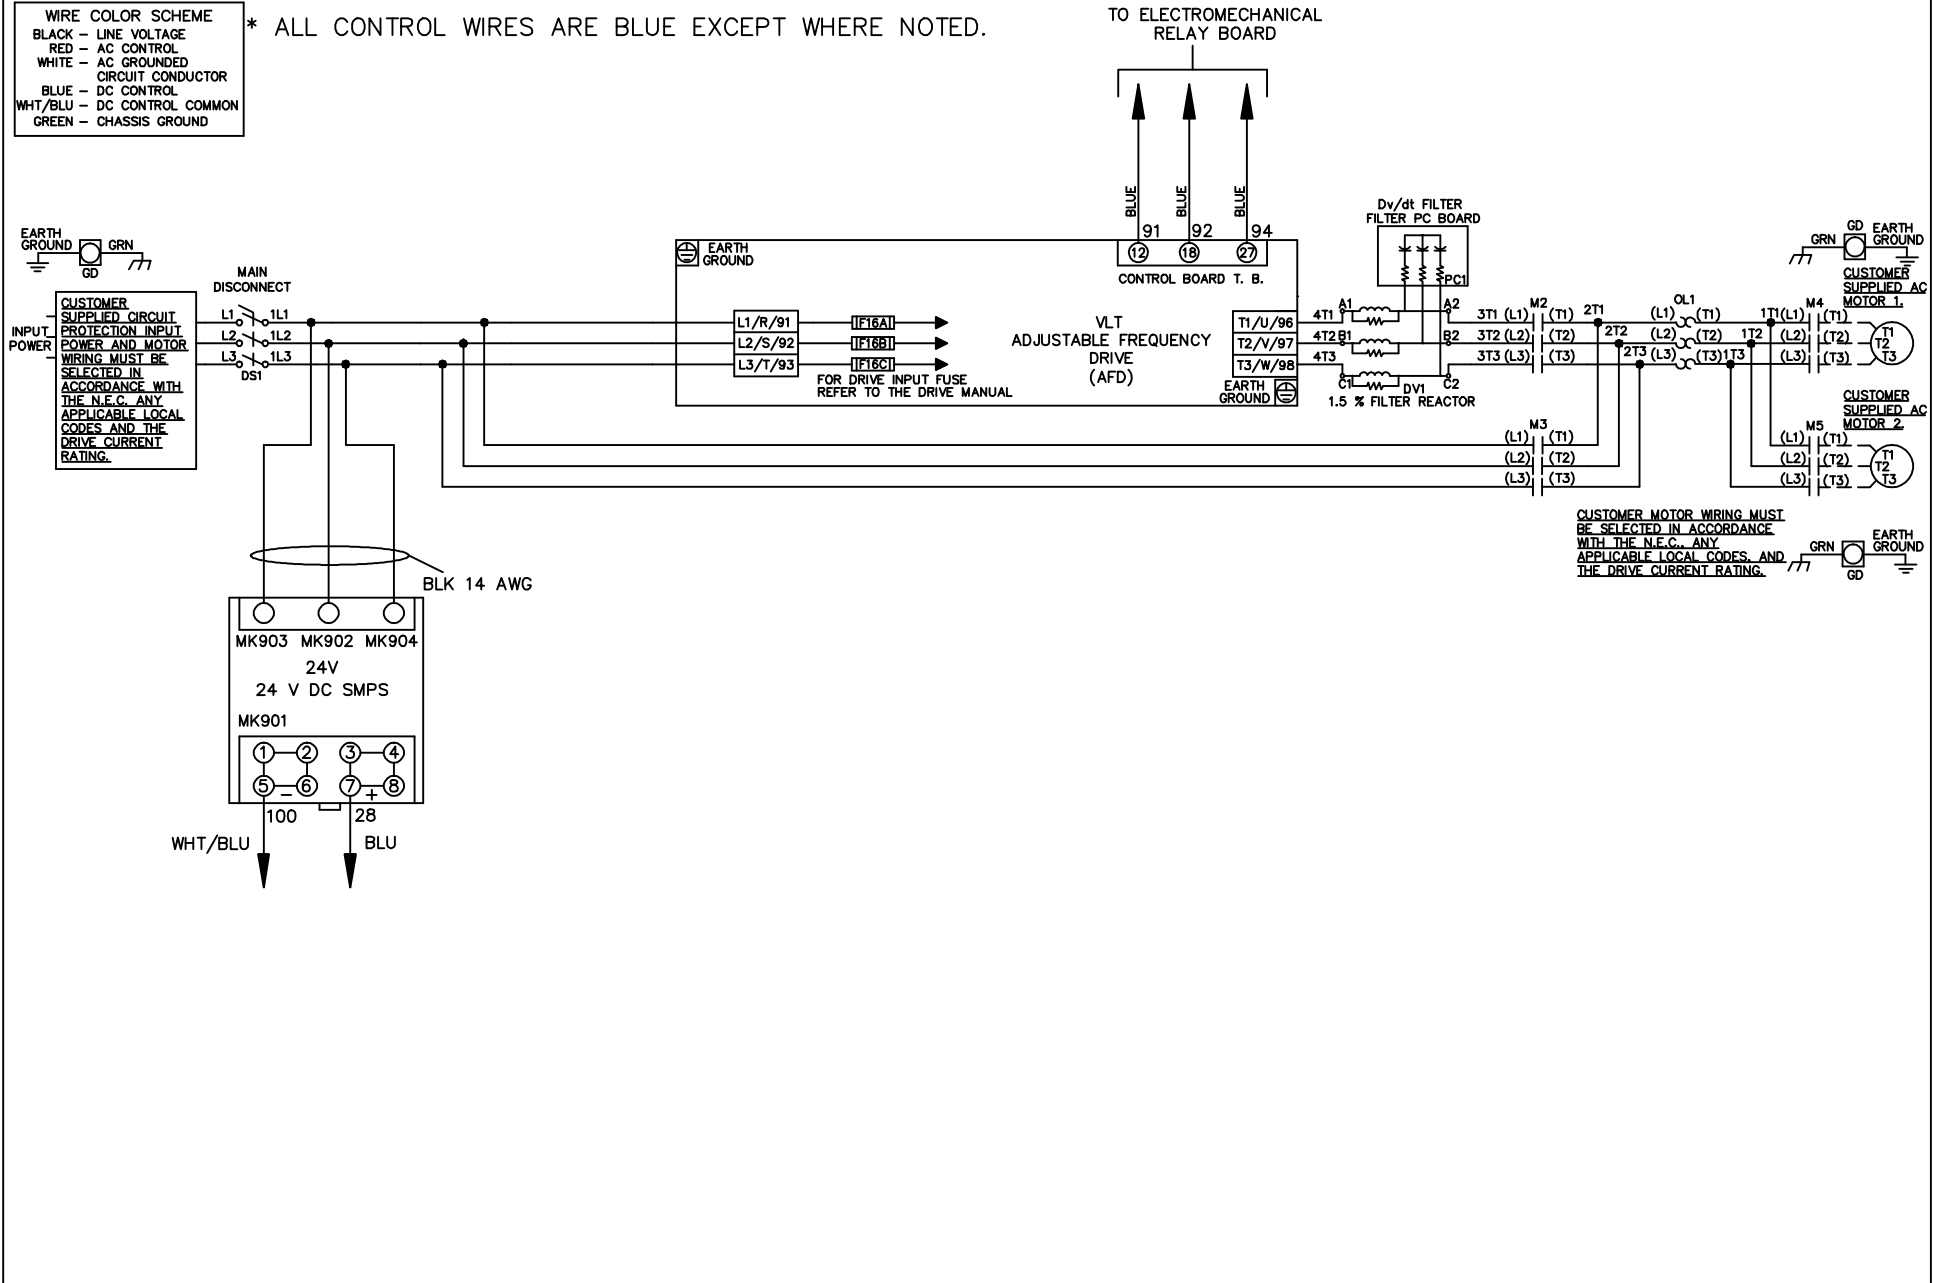 WIRE COLOR SCHEME
BLACK – LINE VOLTAGE
RED – AC CONTROL
WHITE – AC GROUNDED
CIRCUIT CONDUCTOR
BLUE – DC CONTROL
WHT/BLU – DC CONTROL COMMON
GREEN – CHASSIS GROUND
* ALL CONTROL WIRES ARE BLUE EXCEPT WHERE NOTED.
TO ELECTROMECHANICAL
RELAY BOARD
BLUE
BLUE
BLUE
91 92 94
12 18 27
CONTROL BOARD T. B.
EARTH
GROUND
GRN
GD
INPUT
POWER
CUSTOMER
SUPPLIED CIRCUIT
PROTECTION INPUT
POWER AND MOTOR
WIRING MUST BE
SELECTED IN
ACCORDANCE WITH
THE N.E.C. ANY
APPLICABLE LOCAL
CODES AND THE
DRIVE CURRENT
RATING.
MAIN
DISCONNECT
L1 1L1
L2 1L2
L3 1L3
DS1
EARTH
GROUND
L1/R/91
L2/S/92
L3/T/93
F16A
F16B
F16C
FOR DRIVE INPUT FUSE
REFER TO THE DRIVE MANUAL
VLT
ADJUSTABLE FREQUENCY
DRIVE
(AFD)
T1/U/96
T2/V/97
T3/W/98
EARTH
GROUND
Dv/dt FILTER
FILTER PC BOARD
PC1
4T1 A1 A2
4T2 B1 B2
4T3 C1 C2
DV1
1.5 % FILTER REACTOR
M2
3T1 (L1) (T1) 2T1
3T2 (L2) (T2) 2T2
3T3 (L3) (T3) 2T3
OL1
(L1) (T1) 1T1
(L2) (T2) 1T2
(L3) (T3) 1T3
M4
(L1) (T1)
(L2) (T2)
(L3) (T3)
T1
T2
T3
GRN
GD
EARTH
GROUND
CUSTOMER
SUPPLIED AC
MOTOR 1.
M3
(L1) (T1)
(L2) (T2)
(L3) (T3)
M5
(L1) (T1)
(L2) (T2)
(L3) (T3)
T1
T2
T3
CUSTOMER
SUPPLIED AC
MOTOR 2.
CUSTOMER MOTOR WIRING MUST
BE SELECTED IN ACCORDANCE
WITH THE N.E.C., ANY
APPLICABLE LOCAL CODES, AND
THE DRIVE CURRENT RATING.
GRN
GD
EARTH
GROUND
BLK 14 AWG
MK903 MK902 MK904
24V
24 V DC SMPS
MK901
1 2 3 4
5 – 6 7 + 8
100 28
WHT/BLU BLU